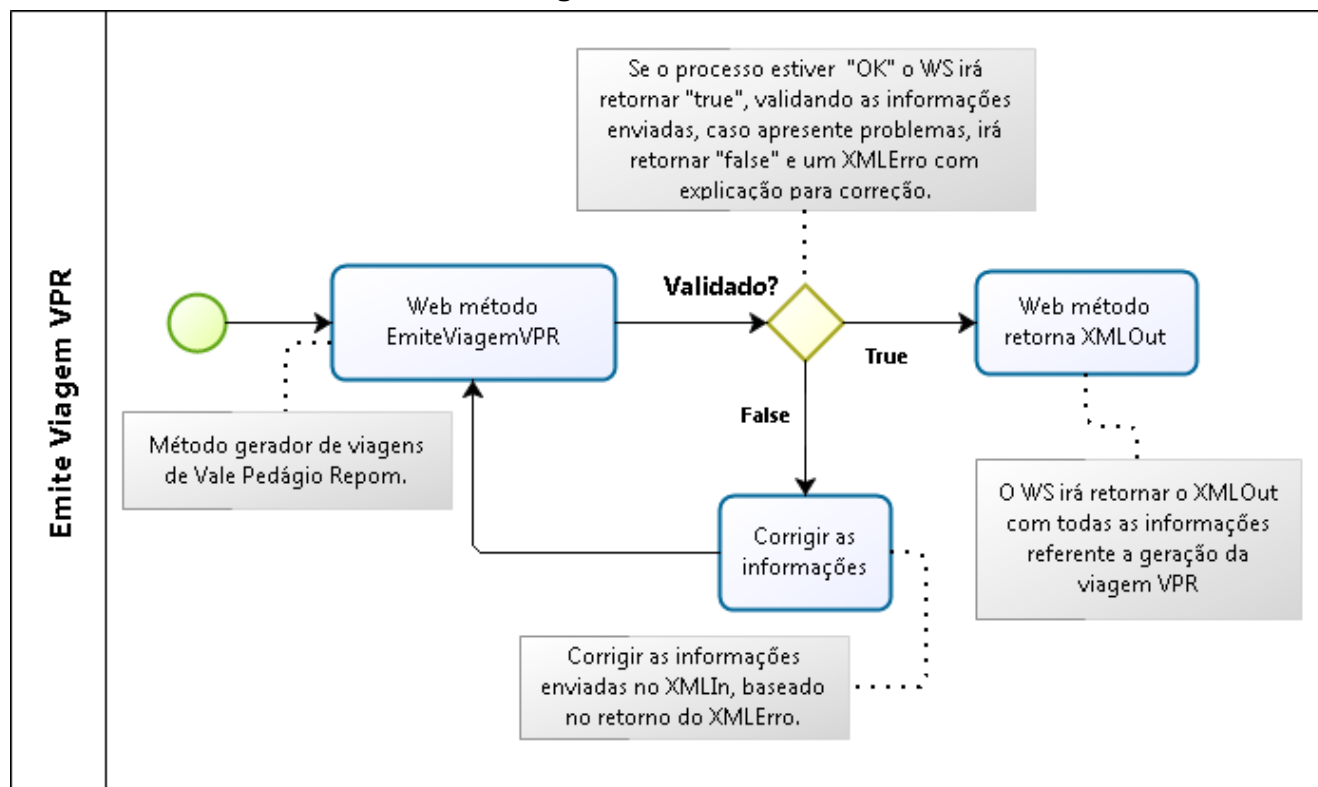 Emite Viagem VPR
Se o processo estiver "OK" o WS irá
retornar "true", validando as informações
enviadas, caso apresente problemas, irá
retornar "false" e um XMLErro com
explicação para correção.
Web método
EmiteViagemVPR
Validado?
True
Web método
retorna XMLOut
False
Método gerador de viagens
de Vale Pedágio Repom.
Corrigir as
informações
O WS irá retornar o XMLOut
com todas as informações
referente a geração da
viagem VPR
Corrigir as informações
enviadas no XMLIn, baseado
no retorno do XMLErro.